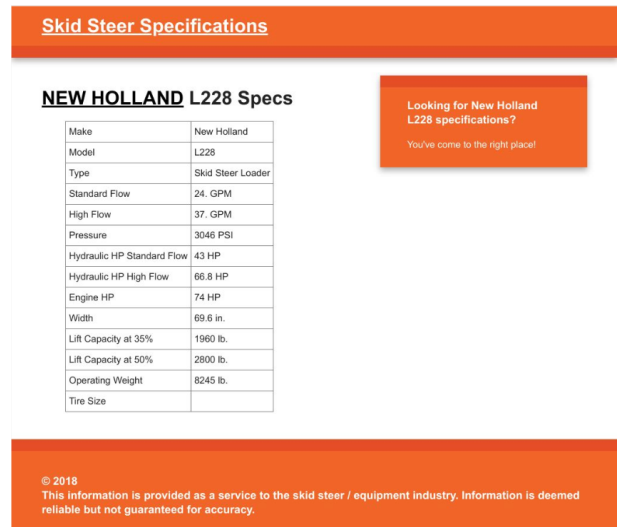 Skid Steer Specifications
NEW HOLLAND L228 Specs
Make New Holland
Model L228
Type Skid Steer Loader
Standard Flow 24. GPM
High Flow 37. GPM
Pressure 3046 PSI
Hydraulic HP Standard Flow 43 HP
Hydraulic HP High Flow 66.8 HP
Engine HP 74 HP
Width 69.6 in.
Lift Capacity at 35% 1960 lb.
Lift Capacity at 50% 2800 lb.
Operating Weight 8245 lb.
Tire Size
Looking for New Holland
L228 specifications?
You've come to the right place!
© 2018
This information is provided as a service to the skid steer / equipment industry. Information is deemed
reliable but not guaranteed for accuracy.